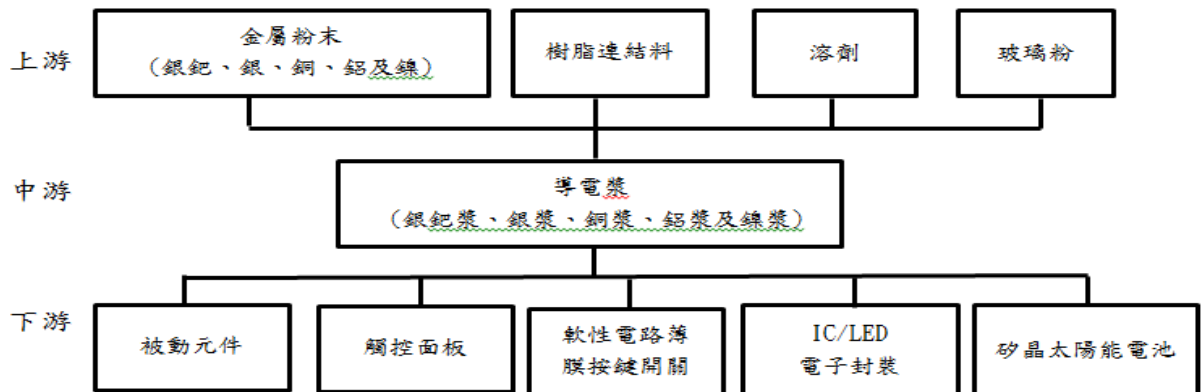 上游
金屬粉末
(銀鈀、銀、銅、鋁及鎳)
樹脂連結料
溶劑
玻璃粉
中游
導電漿
(銀鈀漿、銀漿、銅漿、鋁漿及鎳漿)
下游
被動元件
觸控面板
軟性電路薄
膜按鍵開關
IC/LED
電子封裝
矽晶太陽能電池